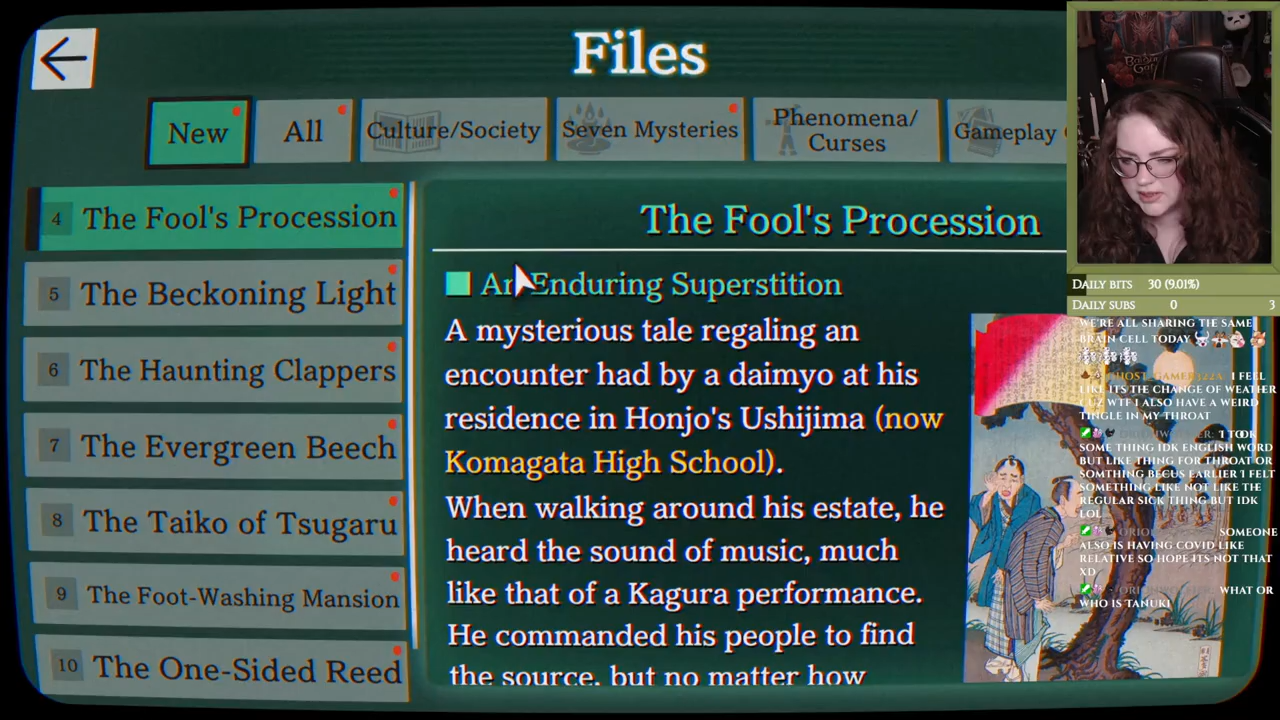 Files
New
All
Culture/Society
Seven Mysteries
Phenomena/
Curses
Gameplay
4 The Fool's Procession
5 The Beckoning Light
6 The Haunting Clappers
7 The Evergreen Beech
8 The Taiko of Tsugaru
9 The Foot-Washing Mansion
10 The One-Sided Reed
The Fool's Procession
An Enduring Superstition
A mysterious tale regaling an
encounter had by a daimyo at his
residence in Honjo's Ushijima (now
Komagata High School).
When walking around his estate, he
heard the sound of music, much
like that of a Kagura performance.
He commanded his people to find
the source, but no matter how
Daily bits 30 (9.01%)
Daily subs 0 3
we're all sharing the same
brain cell today
I feel
like its the change of weather
cuz wtf I also have a weird
tingle in my throat
I took
some thing idk english word
but like thing for throat or
somthing becus earlier I felt
something like not like the
regular sick thing but idk
lol
someone
also is having covid like
relative so hope its not that
xd
what or
who is tanuki